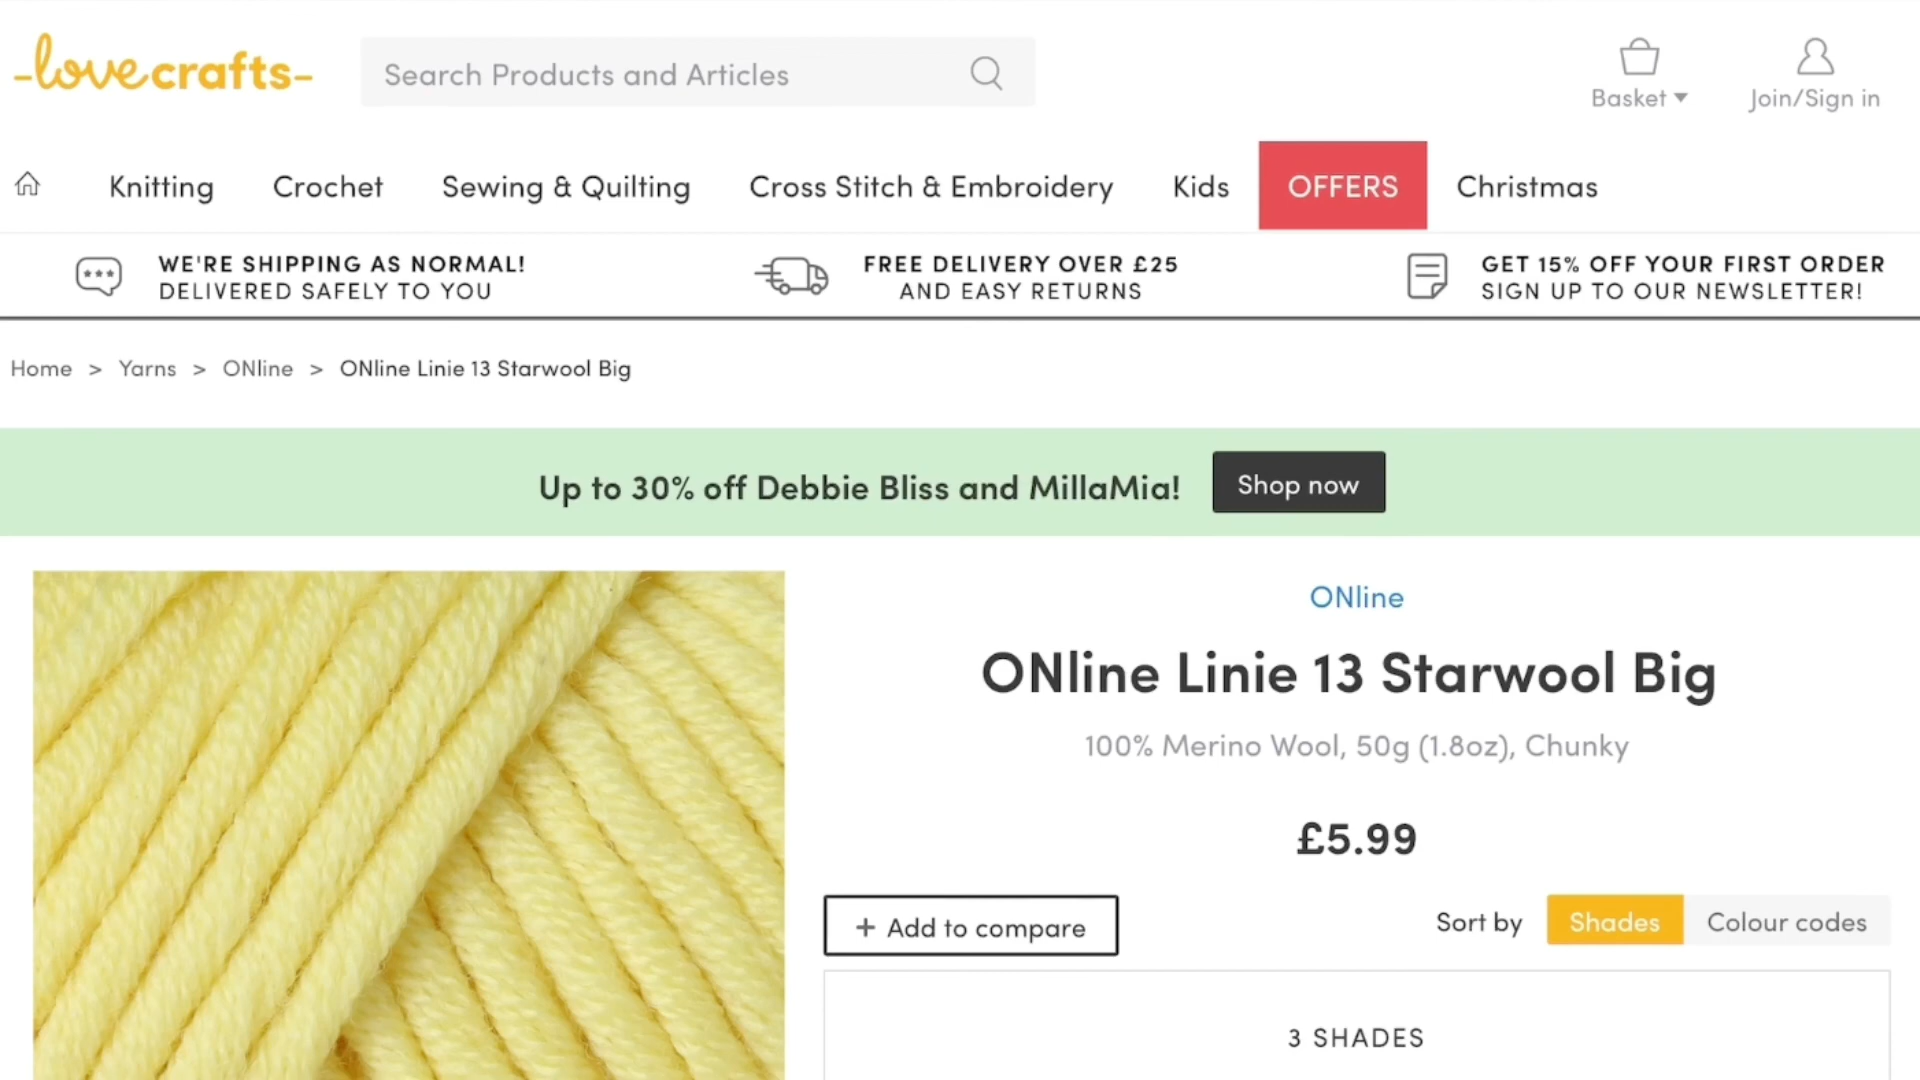 lovecrafts
Search Products and Articles
Basket
Join/Sign in
Knitting
Crochet
Sewing & Quilting
Cross Stitch & Embroidery
Kids
OFFERS
Christmas
WE'RE SHIPPING AS NORMAL!
DELIVERED SAFELY TO YOU
FREE DELIVERY OVER £25
AND EASY RETURNS
GET 15% OFF YOUR FIRST ORDER
SIGN UP TO OUR NEWSLETTER!
Home > Yarns > ONline > ONline Linie 13 Starwool Big
Up to 30% off Debbie Bliss and MillaMia!
Shop now
ONline
ONline Linie 13 Starwool Big
100% Merino Wool, 50g (1.8oz), Chunky
£5.99
+ Add to compare
Sort by
Shades
Colour codes
3 SHADES